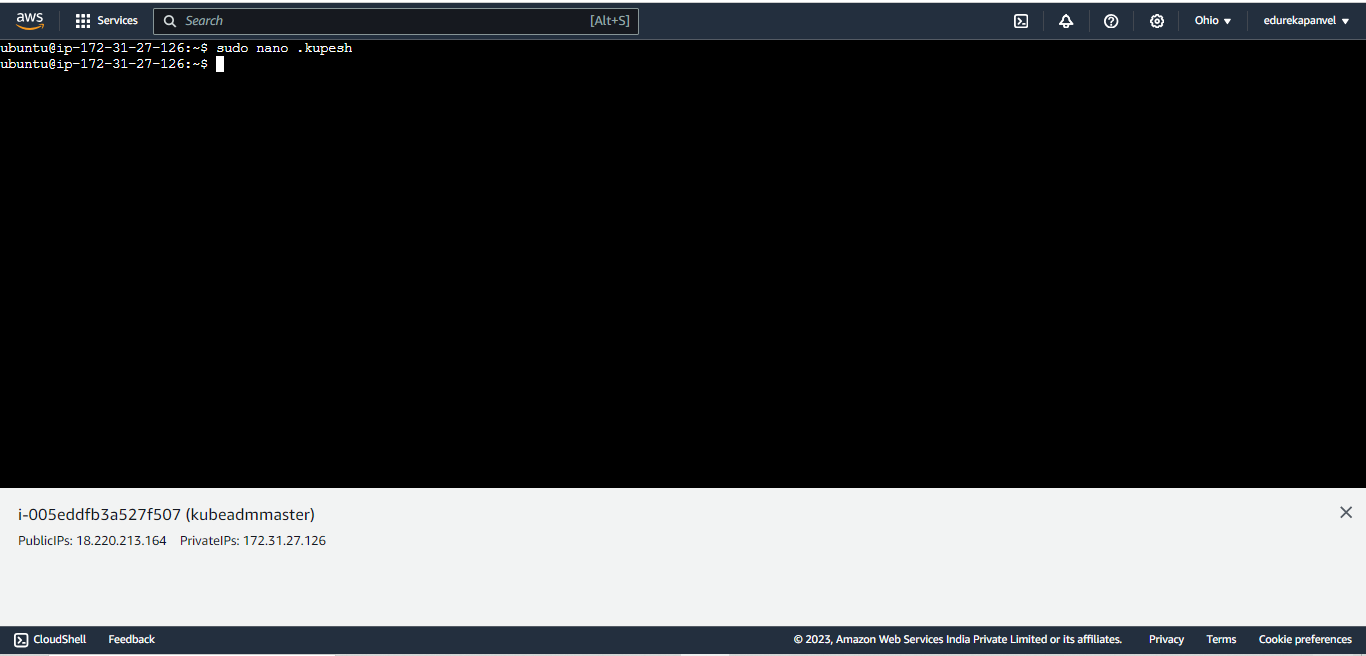 aws Services Search [Alt+S] Ohio ▼ edurekapanvel ▼
ubuntu@ip-172-31-27-126:~$ sudo nano .kupesh
ubuntu@ip-172-31-27-126:~$
i-005eddfb3a527f507 (kubeadmmaster)
PublicIPs: 18.220.213.164 PrivateIPs: 172.31.27.126
CloudShell Feedback © 2023, Amazon Web Services India Private Limited or its affiliates. Privacy Terms Cookie preferences